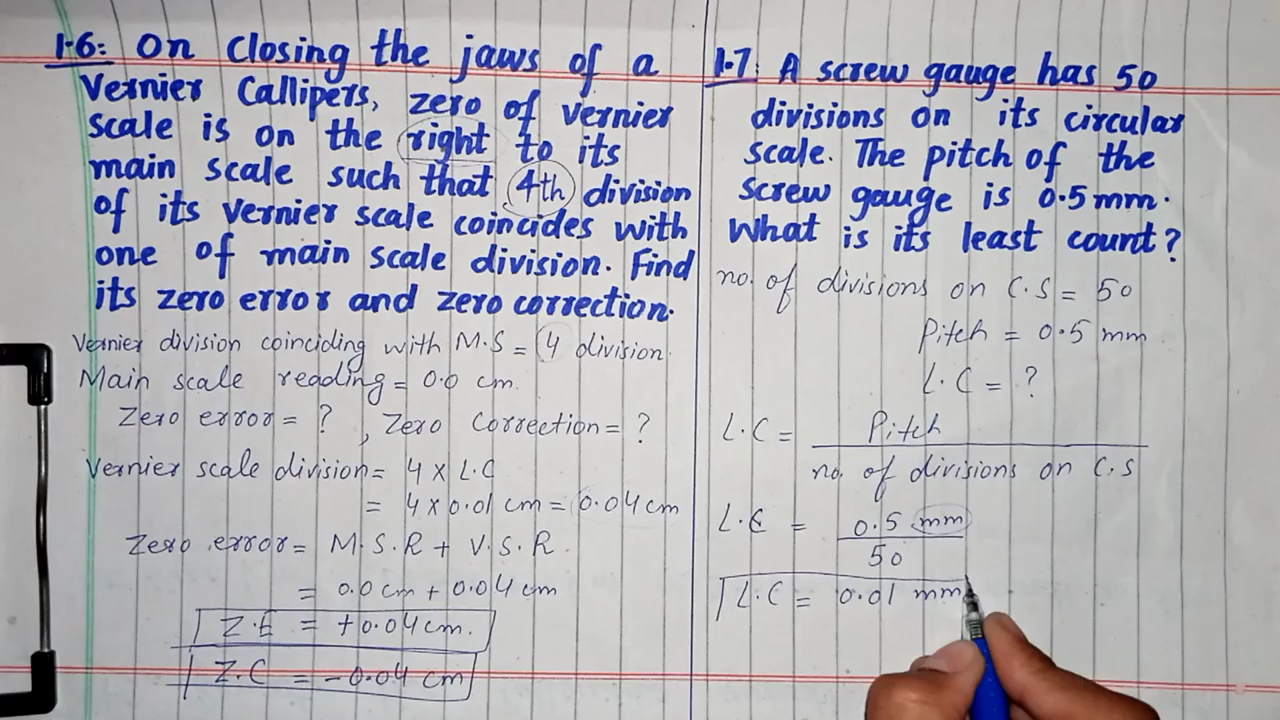 1.6: On Closing the jaws of a
Vernier Callipers, zero of vernier
scale is on the right to its
main scale such that 4th division
of its vernier scale coincides with
one of main scale division. Find
its zero error and zero correction.
Vernier division coinciding with M.S = 4 division.
Main scale reading = 0.0 cm.
Zero error = ? , Zero Correction = ?
Vernier scale division = 4 × L.C
= 4 × 0.01 cm = 0.04 cm
Zero error = M.S.R + V.S.R.
= 0.0 cm + 0.04 cm
Z.E = +0.04 cm.
Z.C = -0.04 cm
1.7: A screw gauge has 50
divisions on its circular
scale. The pitch of the
screw gauge is 0.5 mm.
What is its least count?
no. of divisions on C.S = 50
Pitch = 0.5 mm
L.C = ?
L.C = Pitch
no. of divisions on C.S
L.C = 0.5 mm
50
L.C = 0.01 mm